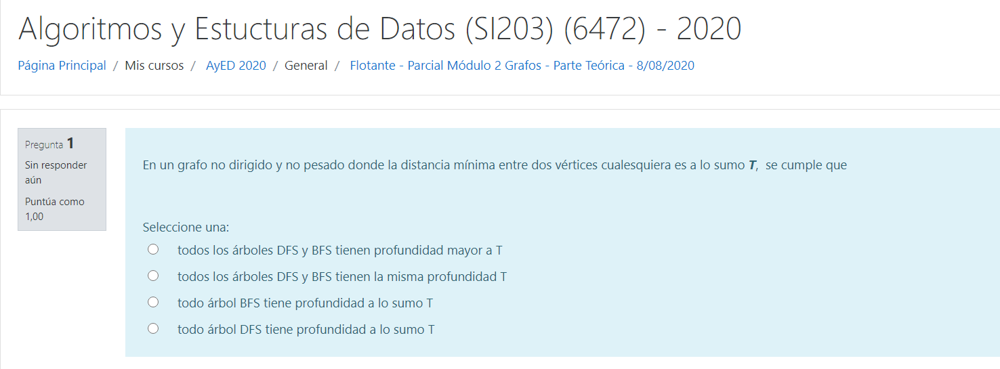 Algoritmos y Estucturas de Datos (SI203) (6472) - 2020
Página Principal / Mis cursos / AyED 2020 / General / Flotante - Parcial Módulo 2 Grafos - Parte Teórica - 8/08/2020
Pregunta 1
Sin responder
aún
Puntúa como
1,00
En un grafo no dirigido y no pesado donde la distancia mínima entre dos vértices cualesquiera es a lo sumo T, se cumple que
Seleccione una:
todos los árboles DFS y BFS tienen profundidad mayor a T
todos los árboles DFS y BFS tienen la misma profundidad T
todo árbol BFS tiene profundidad a lo sumo T
todo árbol DFS tiene profundidad a lo sumo T